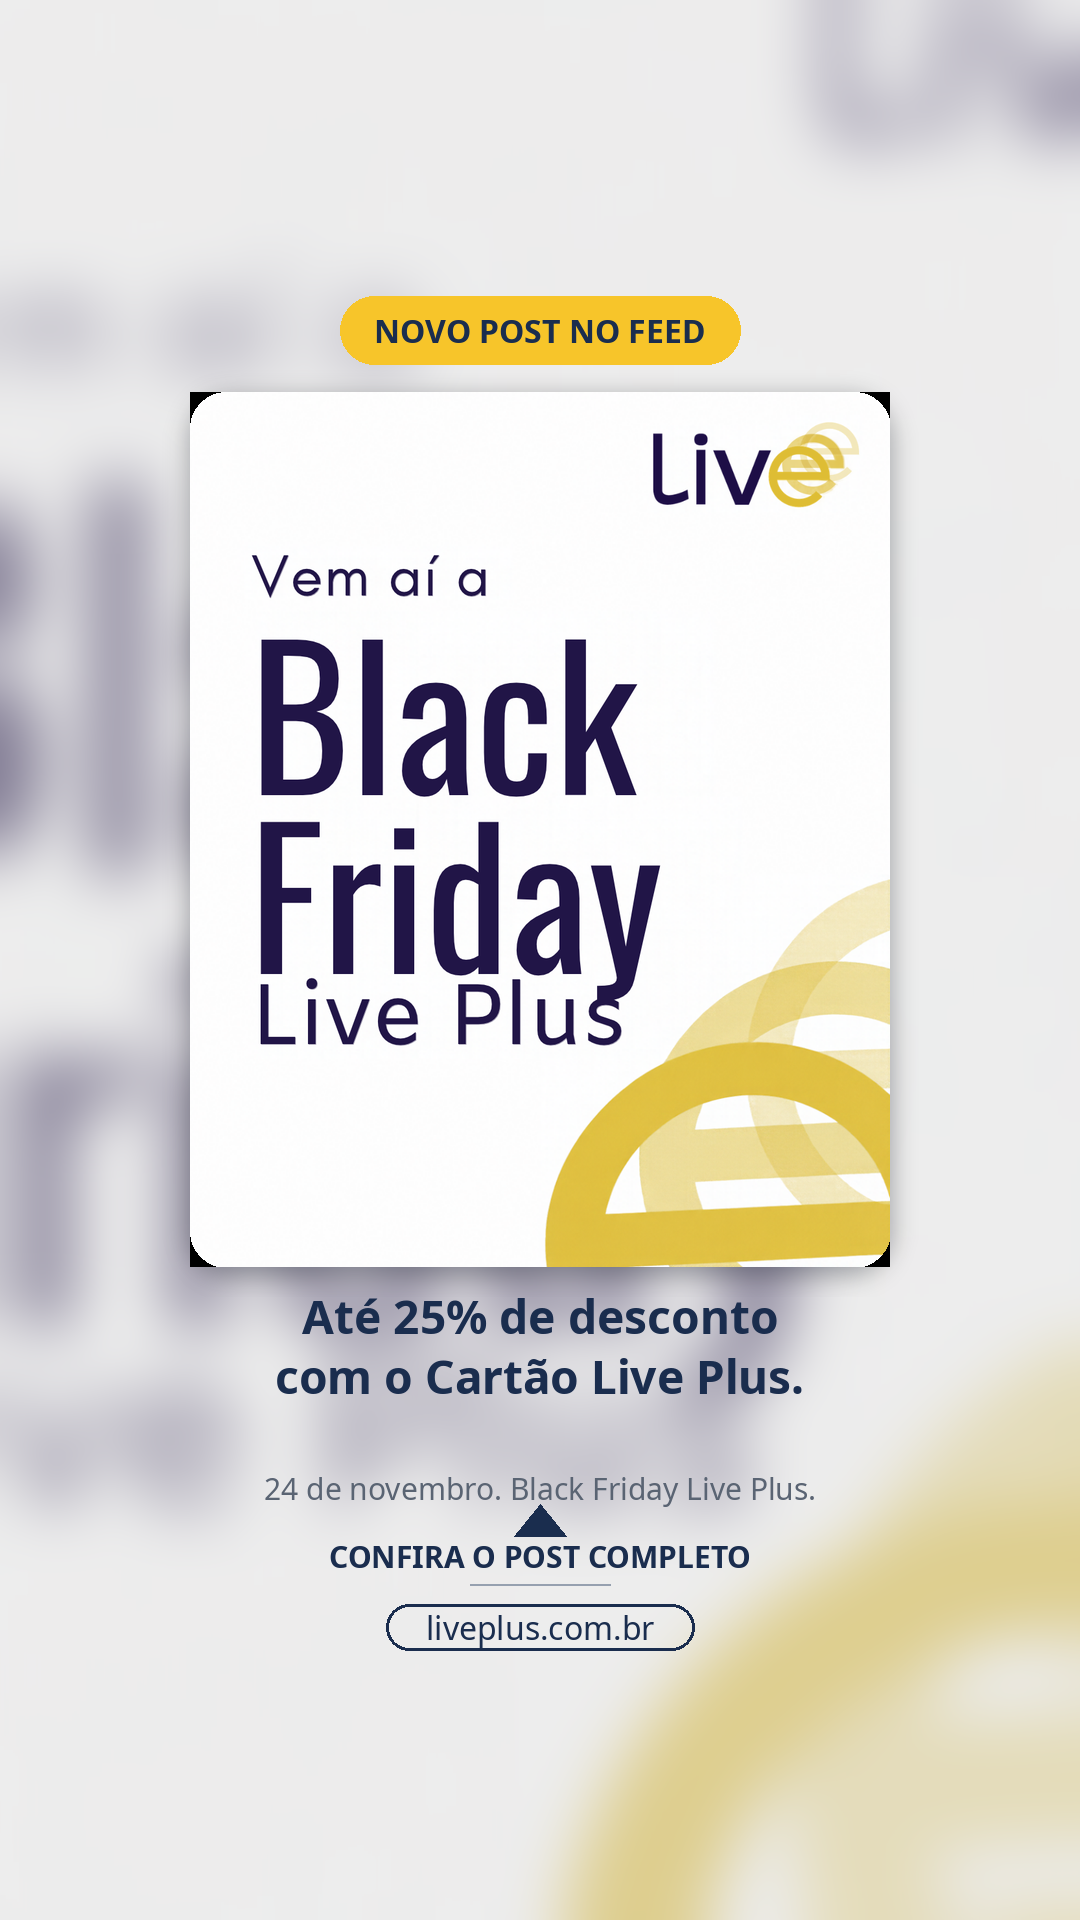 NOVO POST NO FEED
Live
Vem aí a
Black
Friday
Live Plus
Até 25% de desconto
com o Cartão Live Plus.
24 de novembro. Black Friday Live Plus.
CONFIRA O POST COMPLETO
liveplus.com.br